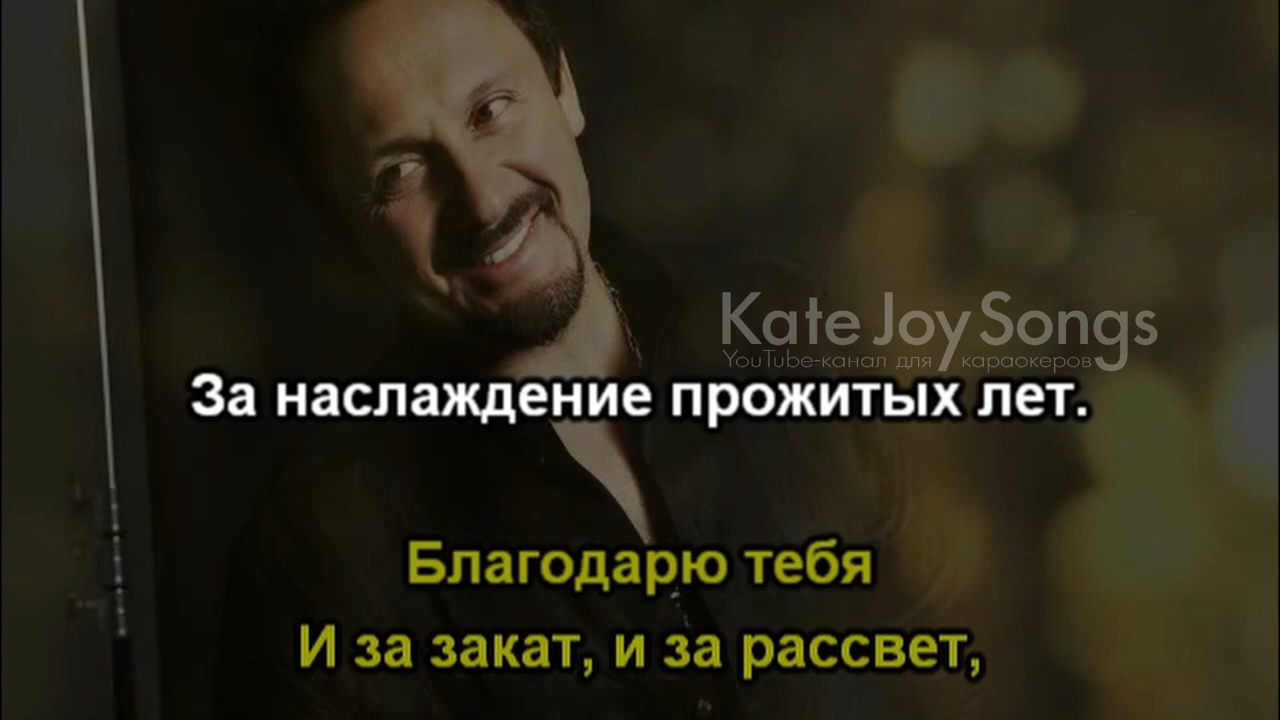 Kate Joy Songs
YouTube-канал для караокеров
За наслаждение прожитых лет.
Благодарю тебя
И за закат, и за рассвет,